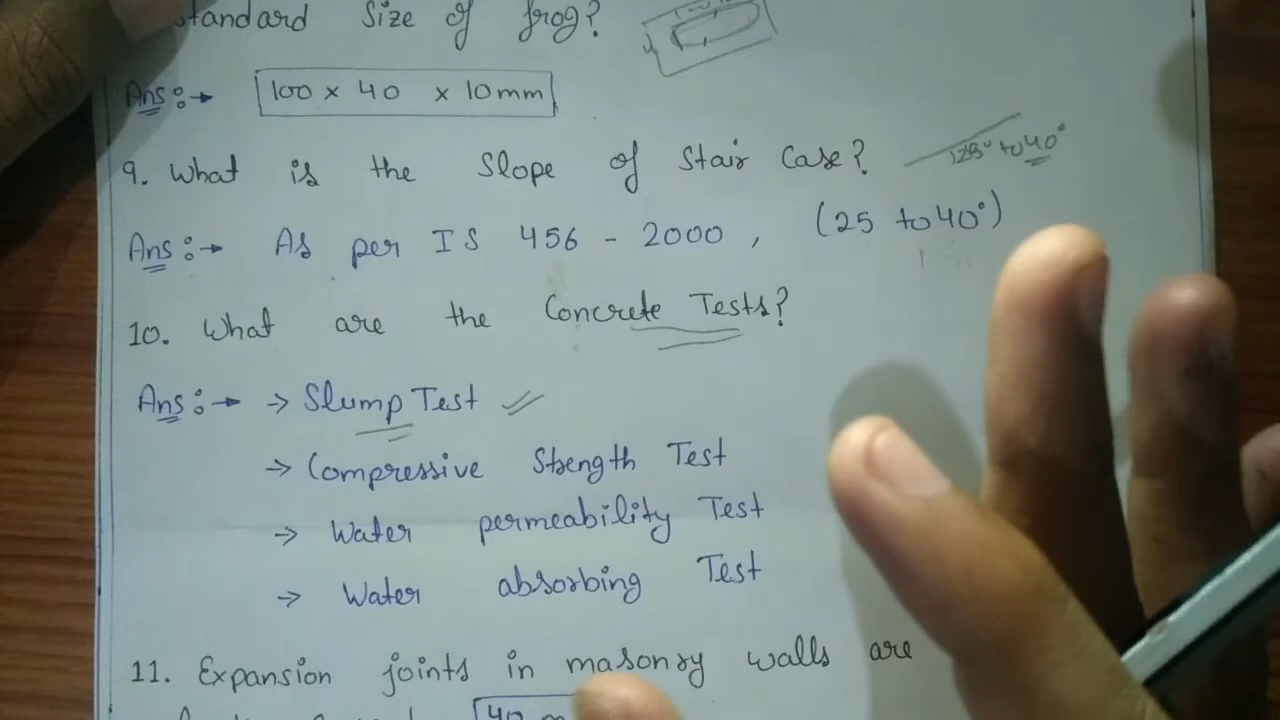 standard Size of frog?
Ans:→ 100 x 40 x 10mm
9. What is the Slope of Stair Case? 25° to 40°
Ans:→ As per IS 456 - 2000, (25 to 40°)
10. What are the Concrete Tests?
Ans:→ → Slump Test
→ Compressive Strength Test
→ Water permeability Test
→ Water absorbing Test
11. Expansion joints in masonry walls are
40